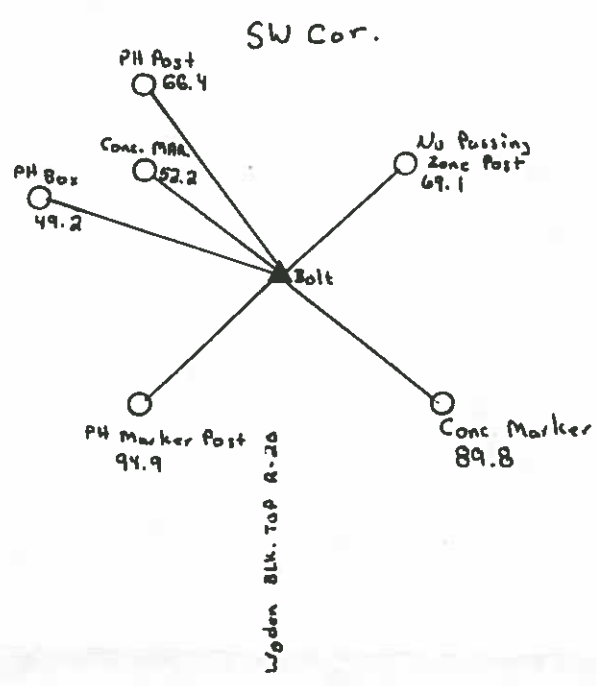 SW Cor.
PH Post
66.4
Conc. MAR.
52.2
PH Box
49.2
No Passing
Zone Post
69.1
Bolt
PH Marker Post
94.9
Conc. Marker
89.8
Woden BLK. TOP R-20